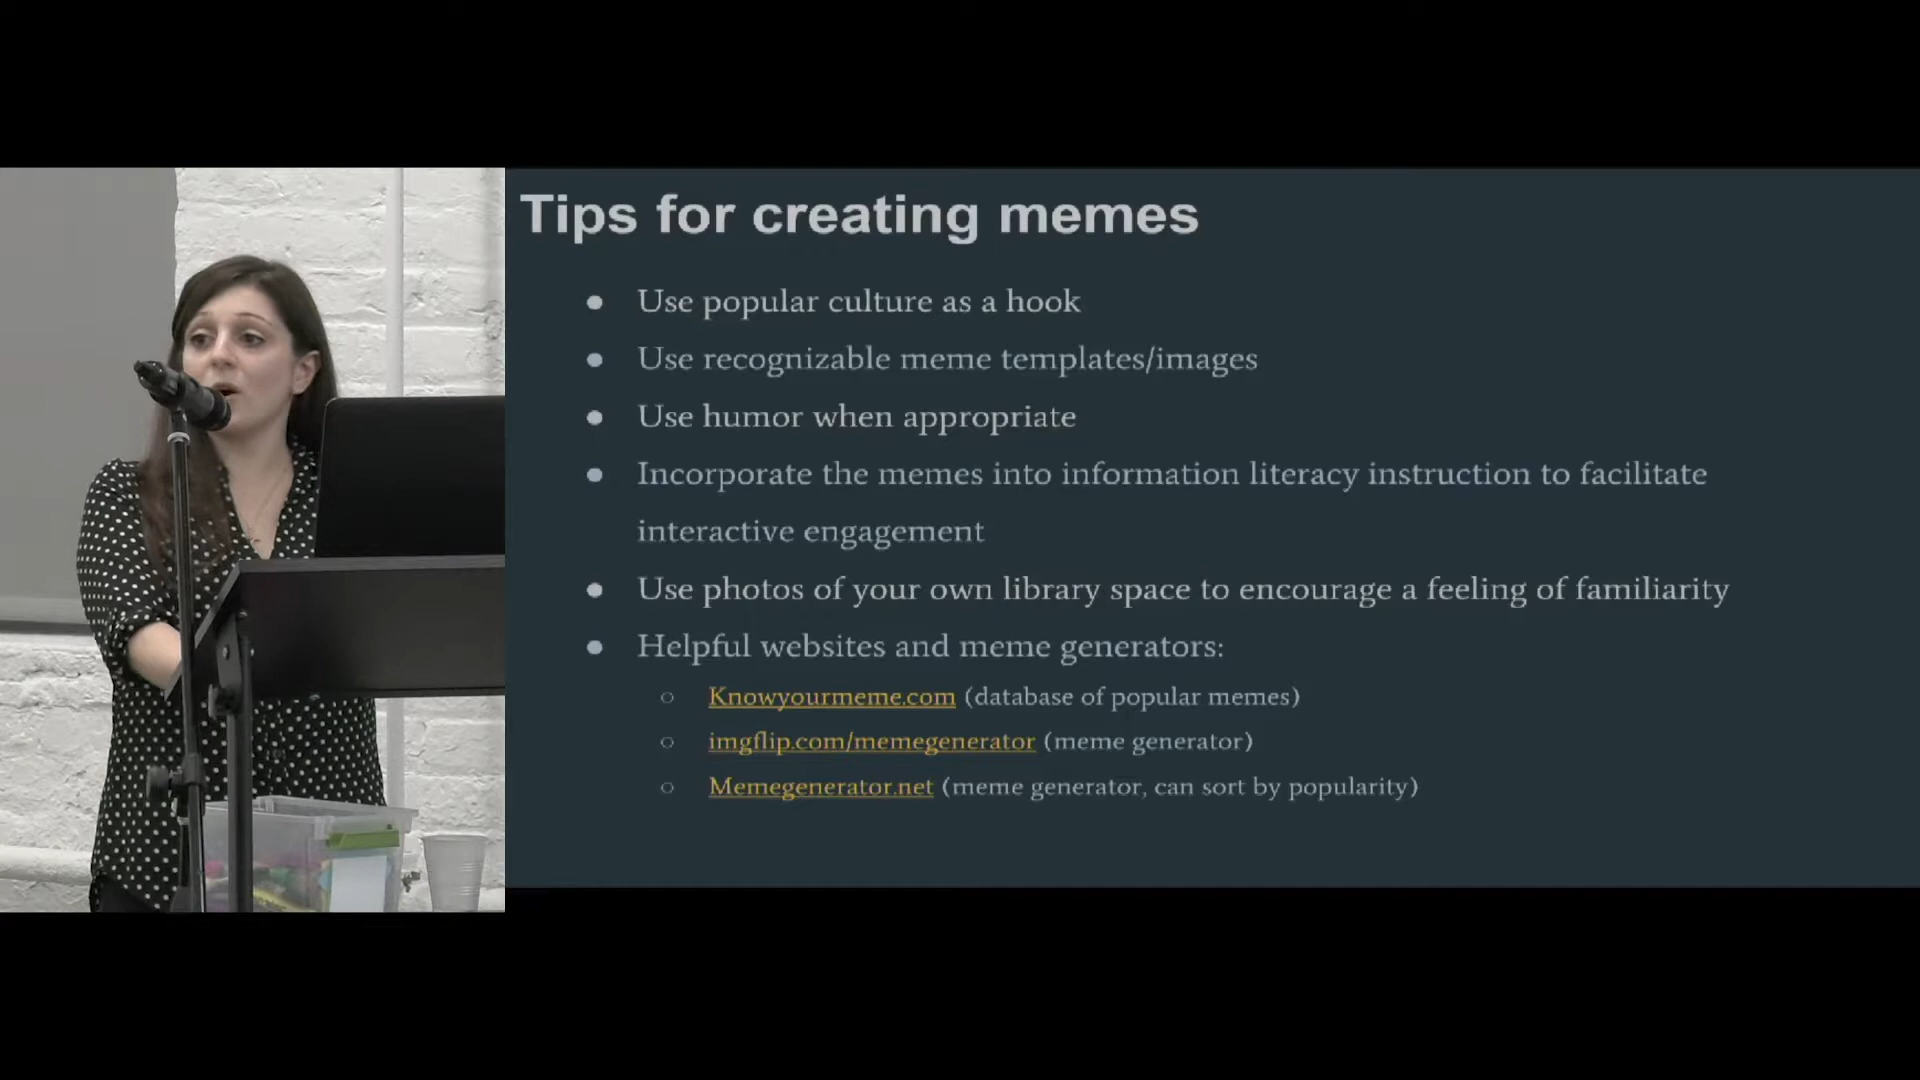 Tips for creating memes
● Use popular culture as a hook
● Use recognizable meme templates/images
● Use humor when appropriate
● Incorporate the memes into information literacy instruction to facilitate
interactive engagement
● Use photos of your own library space to encourage a feeling of familiarity
● Helpful websites and meme generators:
○ Knowyourmeme.com (database of popular memes)
○ imgflip.com/memegenerator (meme generator)
○ Memegenerator.net (meme generator, can sort by popularity)